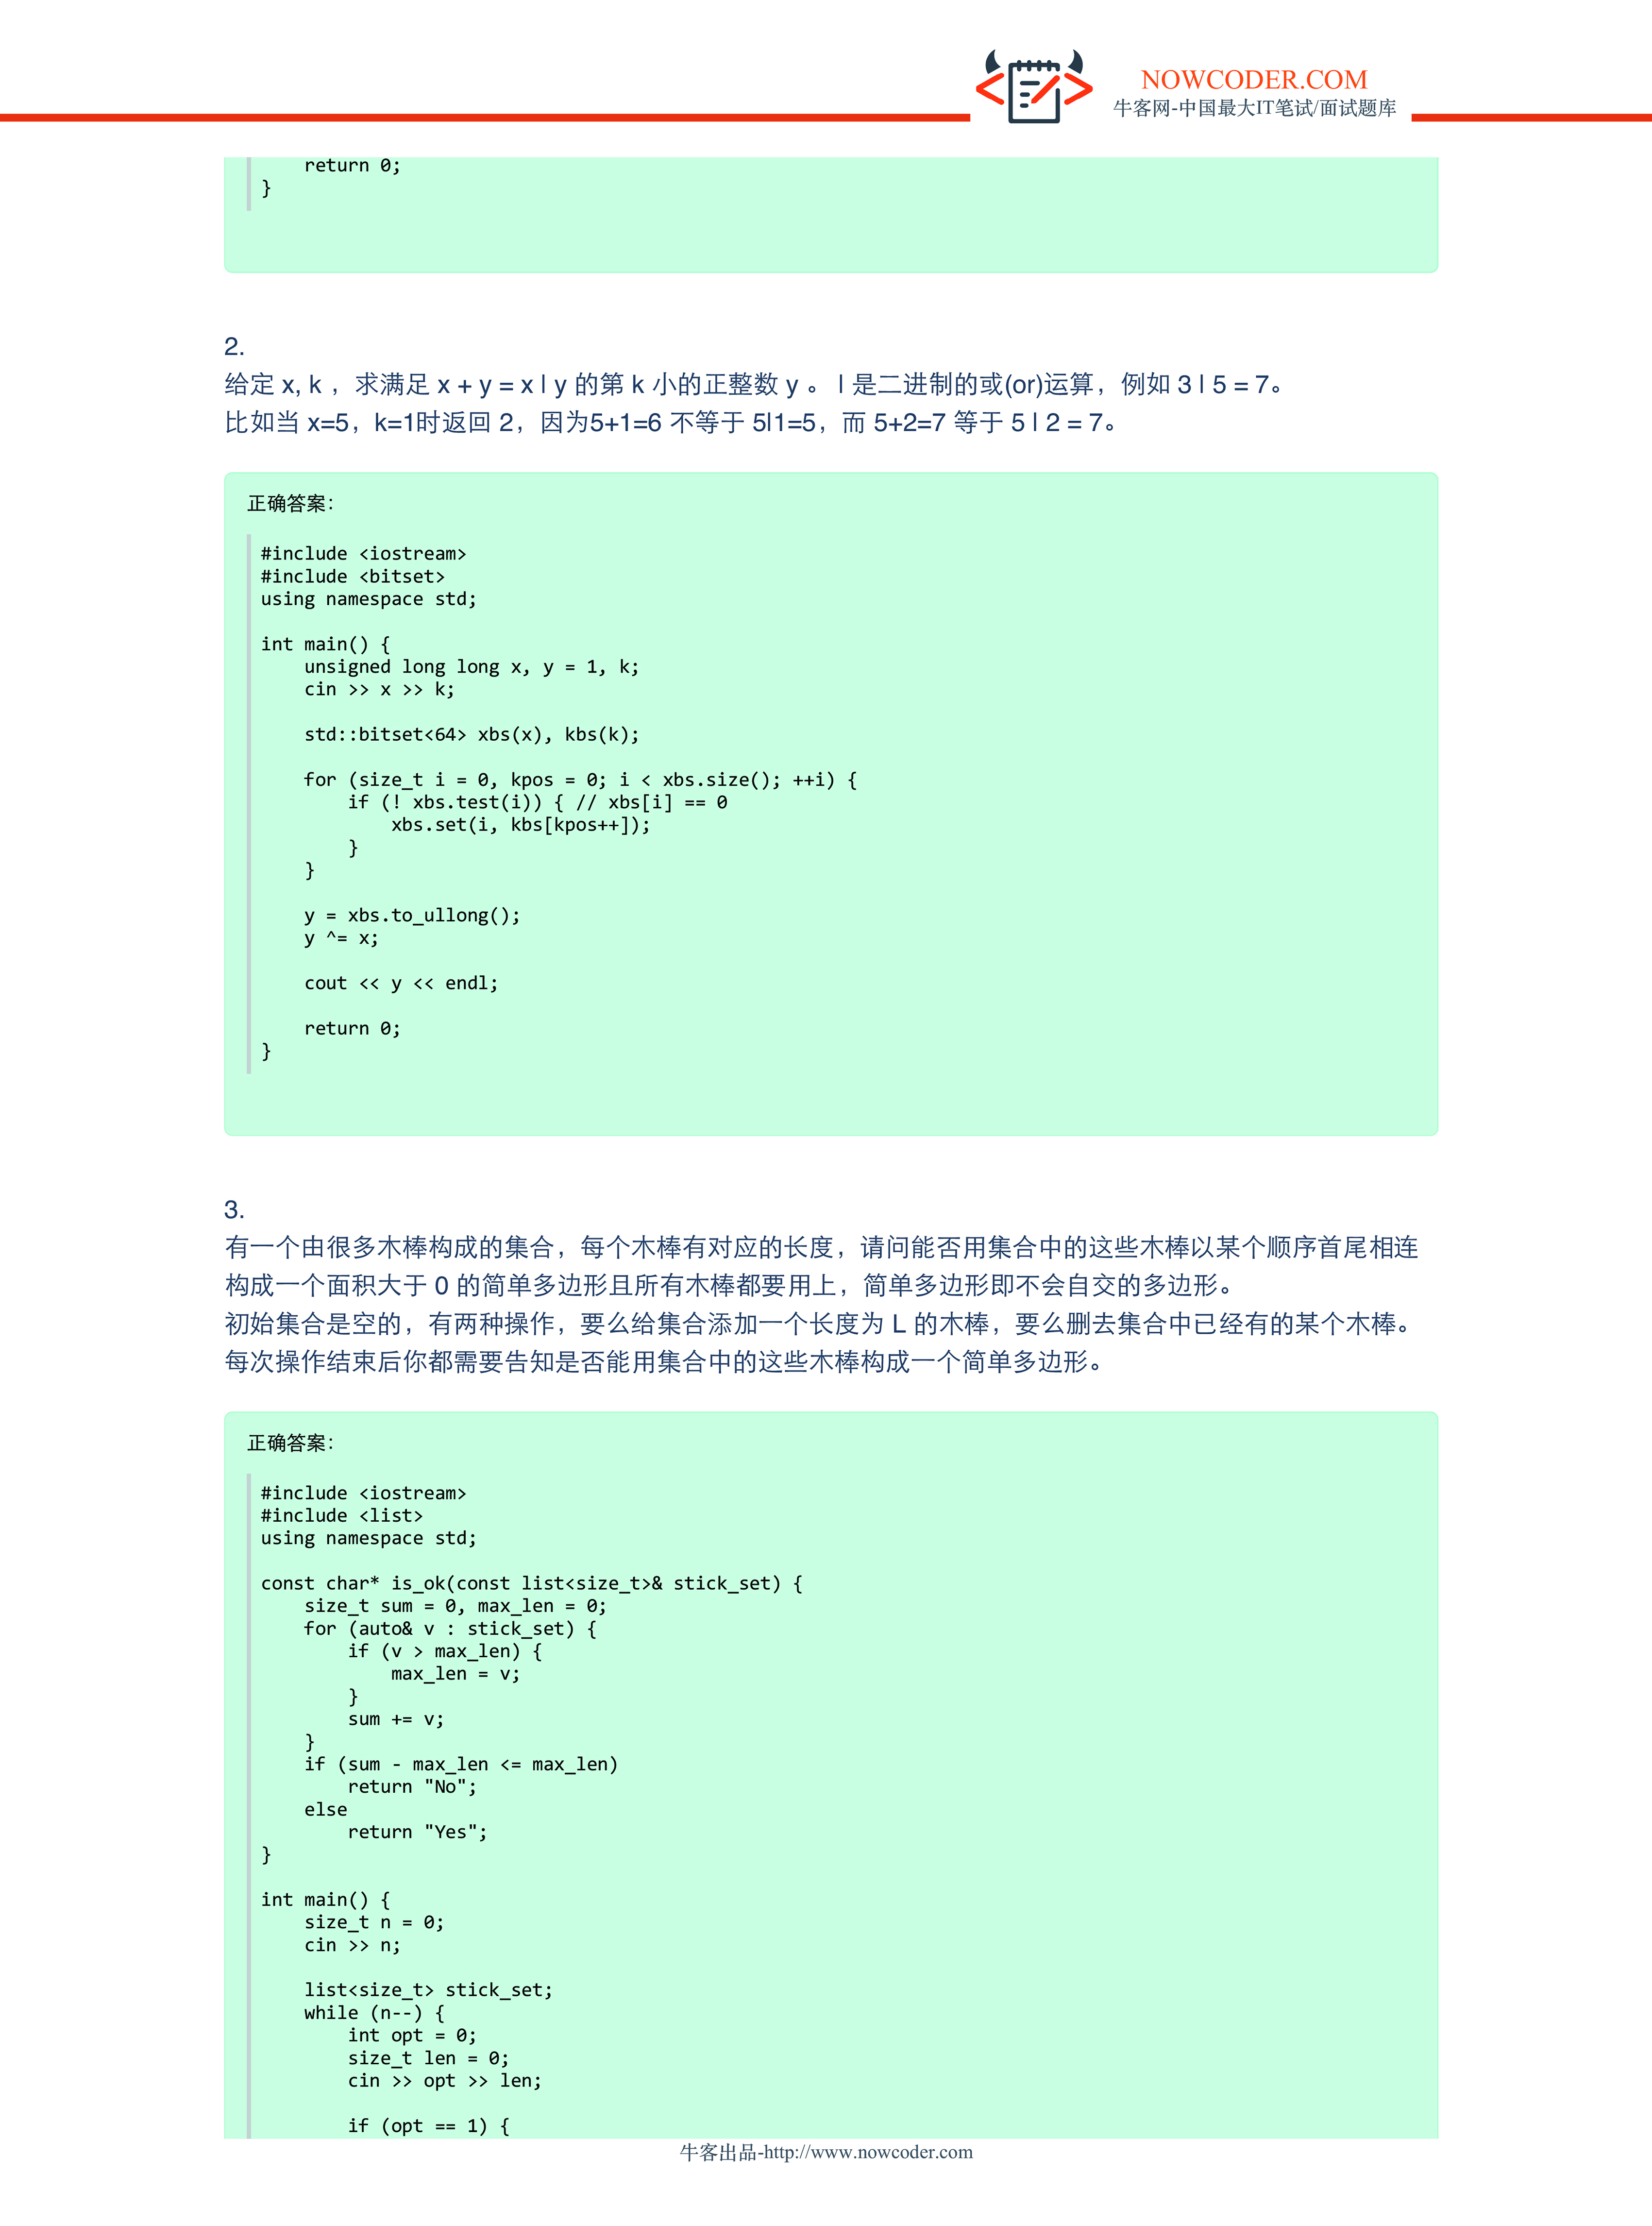 NOWCODER.COM
牛客网-中国最大IT笔试/面试题库
    return 0;
}
2.
给定 x, k ，求满足 x + y = x | y 的第 k 小的正整数 y 。 | 是二进制的或(or)运算，例如 3 | 5 = 7。
比如当 x=5，k=1时返回 2，因为5+1=6 不等于 5|1=5，而 5+2=7 等于 5 | 2 = 7。
正确答案：
#include <iostream>
#include <bitset>
using namespace std;
int main() {
    unsigned long long x, y = 1, k;
    cin >> x >> k;
    std::bitset<64> xbs(x), kbs(k);
    for (size_t i = 0, kpos = 0; i < xbs.size(); ++i) {
        if (! xbs.test(i)) { // xbs[i] == 0
            xbs.set(i, kbs[kpos++]);
        }
    }
    y = xbs.to_ullong();
    y ^= x;
    cout << y << endl;
    return 0;
}
3.
有一个由很多木棒构成的集合，每个木棒有对应的长度，请问能否用集合中的这些木棒以某个顺序首尾相连
构成一个面积大于 0 的简单多边形且所有木棒都要用上，简单多边形即不会自交的多边形。
初始集合是空的，有两种操作，要么给集合添加一个长度为 L 的木棒，要么删去集合中已经有的某个木棒。
每次操作结束后你都需要告知是否能用集合中的这些木棒构成一个简单多边形。
正确答案：
#include <iostream>
#include <list>
using namespace std;
const char* is_ok(const list<size_t>& stick_set) {
    size_t sum = 0, max_len = 0;
    for (auto& v : stick_set) {
        if (v > max_len) {
            max_len = v;
        }
        sum += v;
    }
    if (sum - max_len <= max_len)
        return "No";
    else
        return "Yes";
}
int main() {
    size_t n = 0;
    cin >> n;
    list<size_t> stick_set;
    while (n--) {
        int opt = 0;
        size_t len = 0;
        cin >> opt >> len;
        if (opt == 1) {
牛客出品-http://www.nowcoder.com